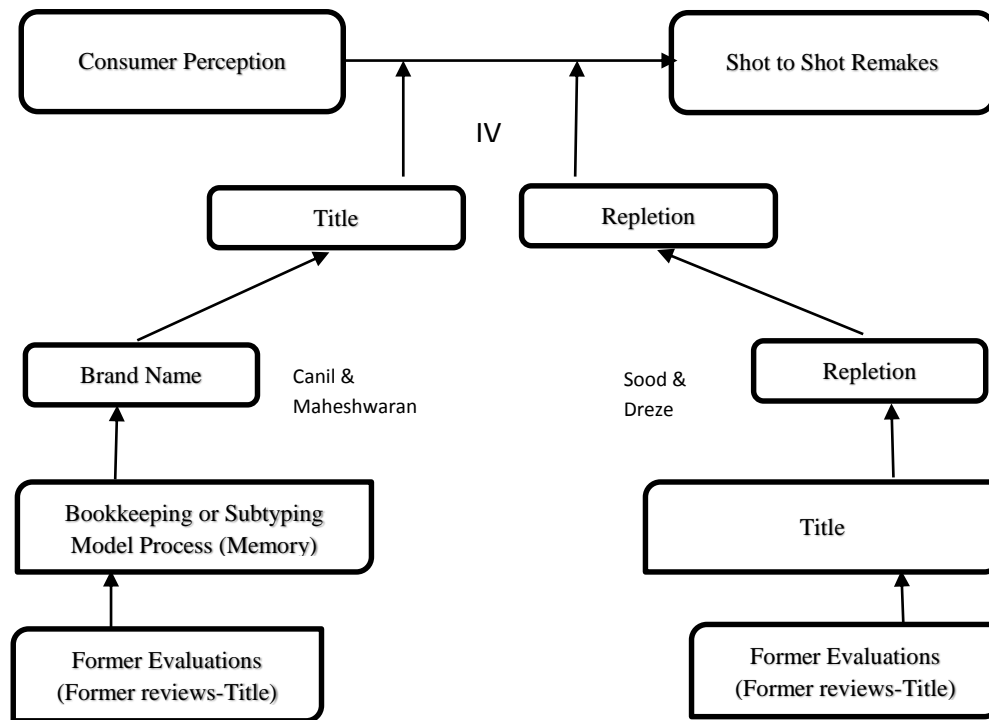 Consumer Perception
Shot to Shot Remakes
IV
Title
Repletion
Brand Name
Canil &
Maheshwaran
Sood &
Dreze
Repletion
Bookkeeping or Subtyping
Model Process (Memory)
Title
Former Evaluations
(Former reviews-Title)
Former Evaluations
(Former reviews-Title)